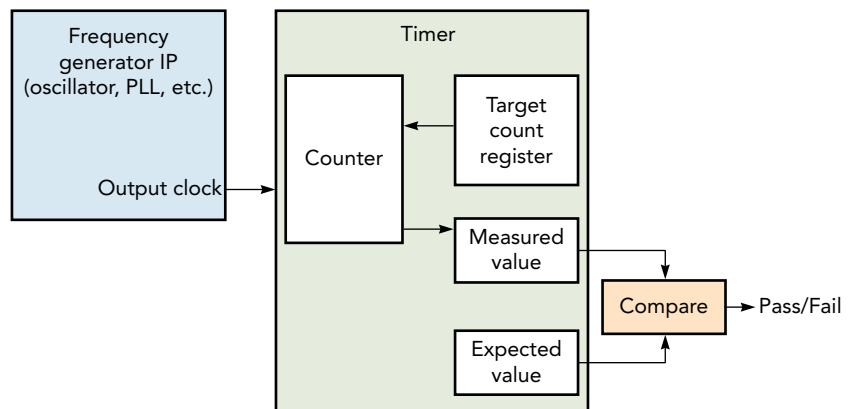 Frequency
generator IP
(oscillator, PLL, etc.)
Output clock
Timer
Counter
Target
count
register
Measured
value
Expected
value
Compare
Pass/Fail